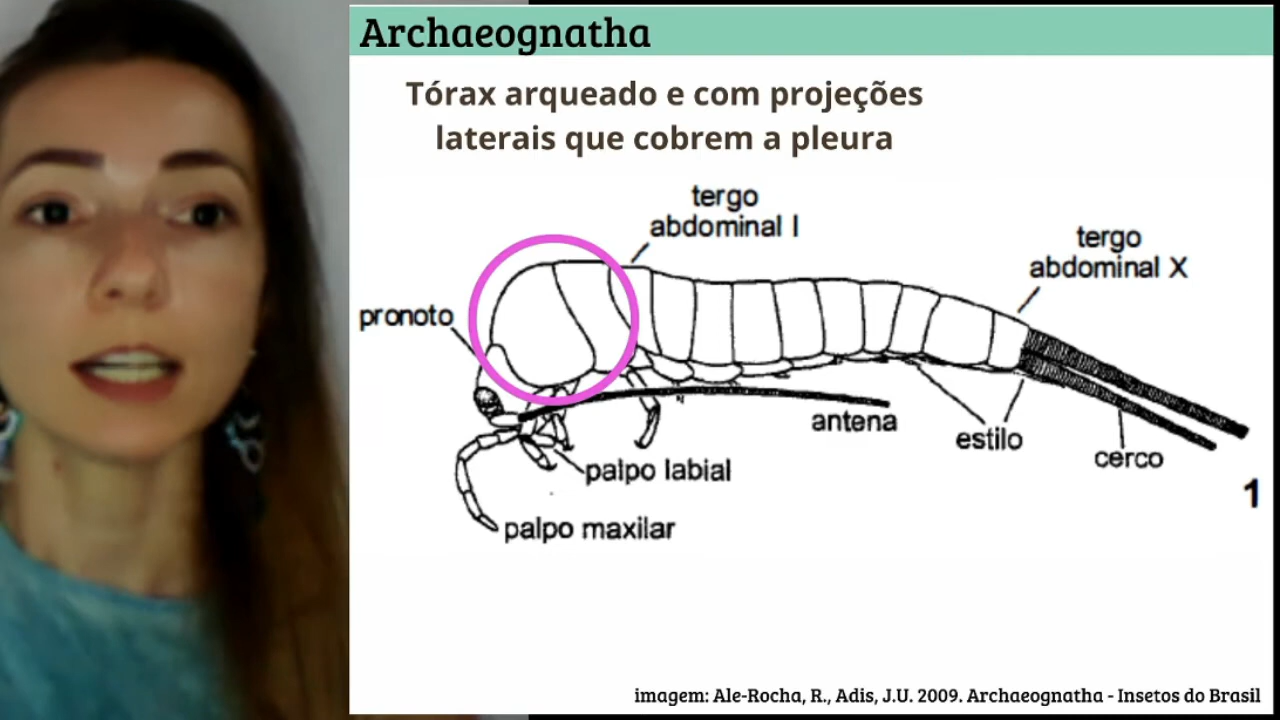 Archaeognatha
Tórax arqueado e com projeções
laterais que cobrem a pleura
tergo
abdominal I
tergo
abdominal X
pronoto
antena
estilo
cerco
palpo labial
palpo maxilar
1
imagem: Ale-Rocha, R., Adis, J.U. 2009. Archaeognatha - Insetos do Brasil